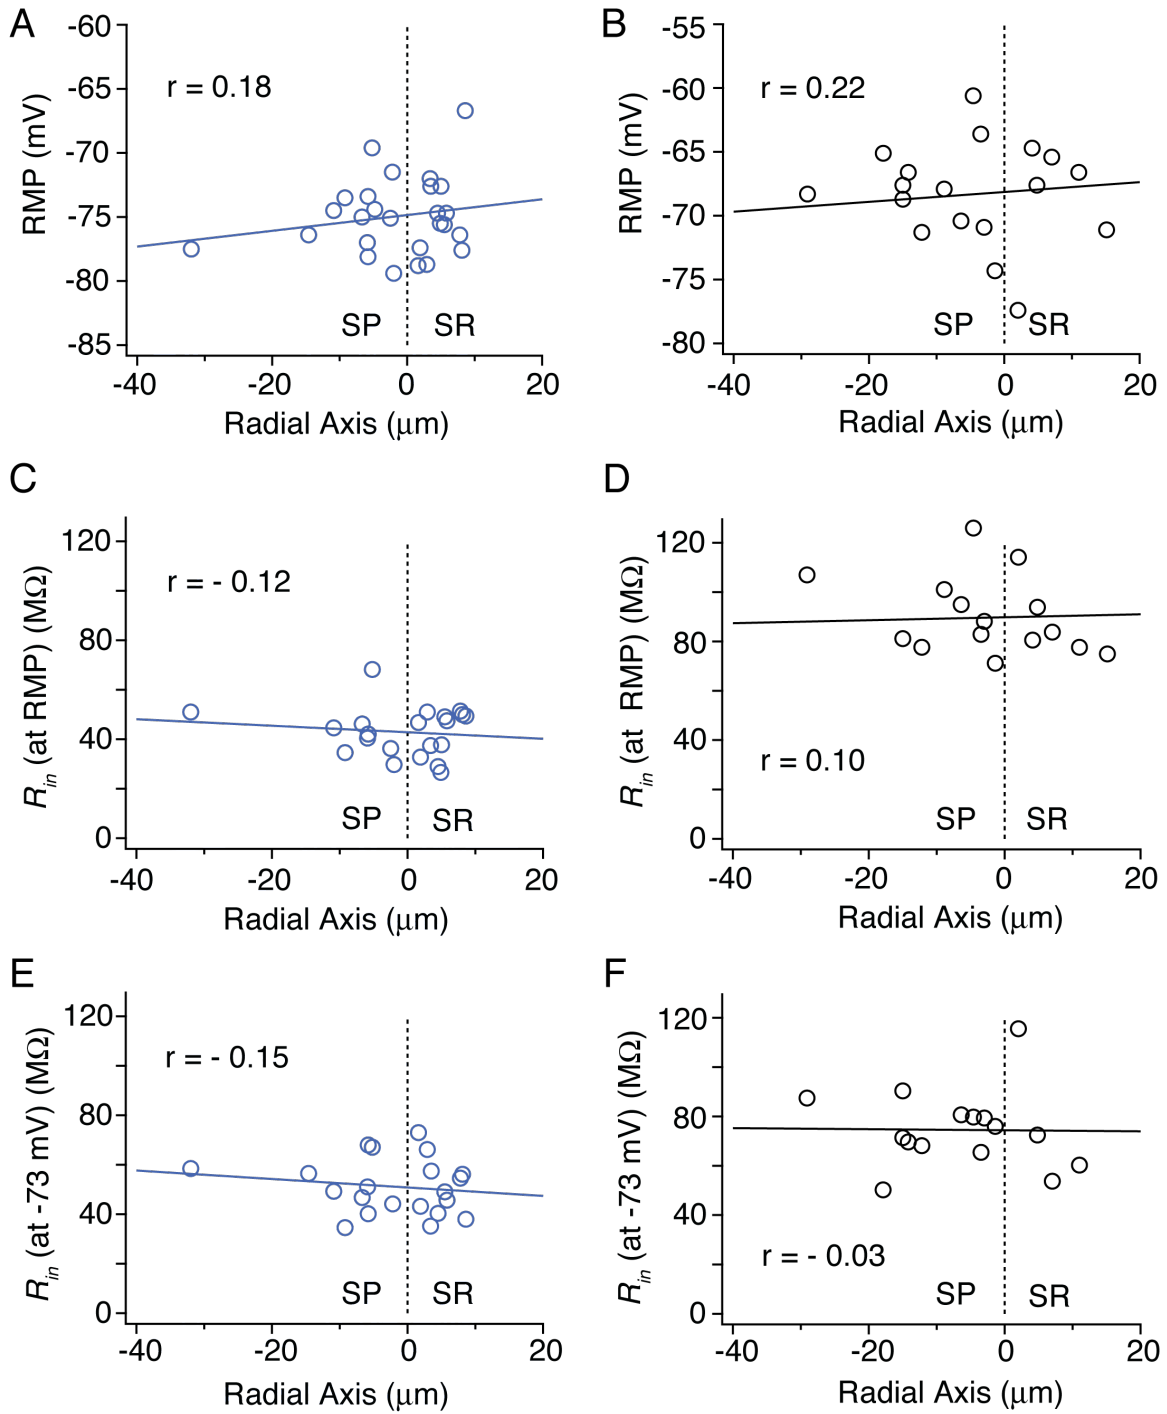 A
-60
-65
-70
-75
-80
-85
RMP (mV)
r = 0.18
SP
SR
-40
-20
0
20
Radial Axis (μm)
B
-55
-60
-65
-70
-75
-80
RMP (mV)
r = 0.22
SP
SR
-40
-20
0
20
Radial Axis (μm)
C
120
80
40
0
Rin (at RMP) (MΩ)
r = - 0.12
SP
SR
-40
-20
0
20
Radial Axis (μm)
D
120
80
40
0
Rin (at RMP) (MΩ)
r = 0.10
SP
SR
-40
-20
0
20
Radial Axis (μm)
E
120
80
40
0
Rin (at -73 mV) (MΩ)
r = - 0.15
SP
SR
-40
-20
0
20
Radial Axis (μm)
F
120
80
40
0
Rin (at -73 mV) (MΩ)
r = - 0.03
SP
SR
-40
-20
0
20
Radial Axis (μm)